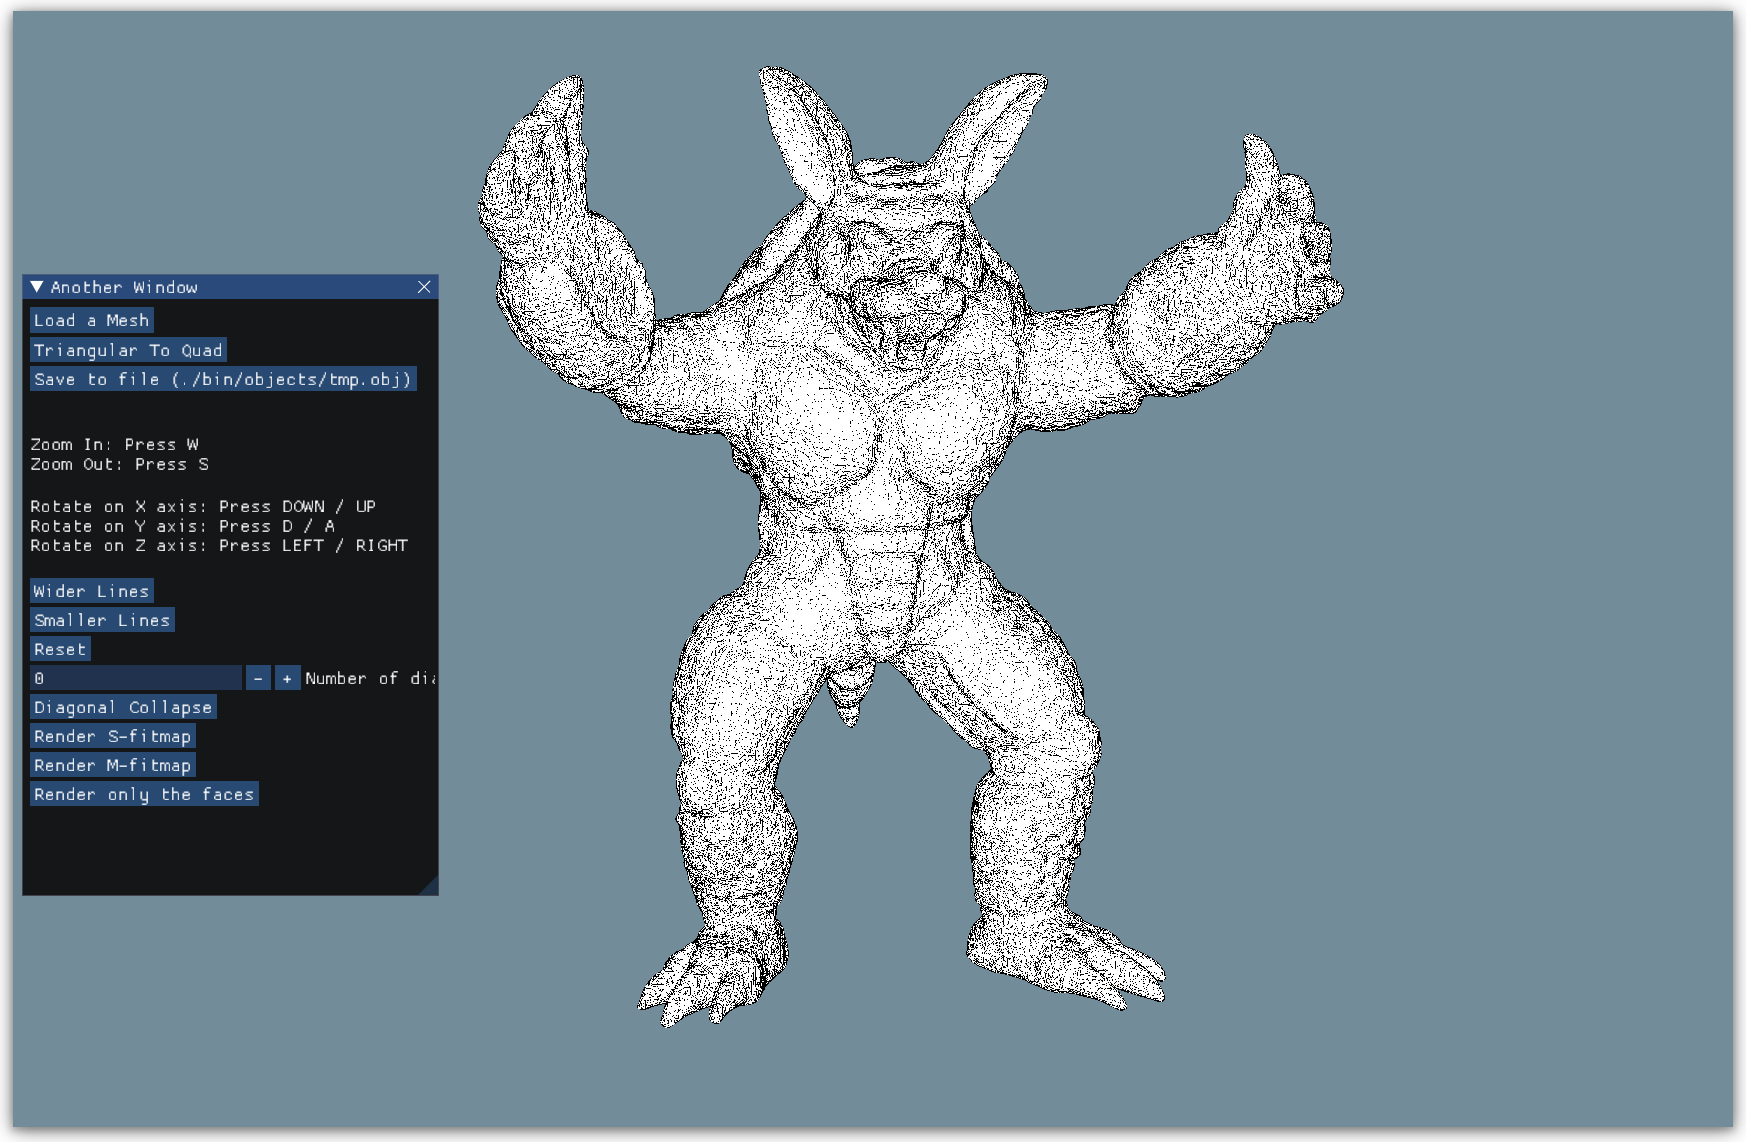 Another Window
Load a Mesh
Triangular To Quad
Save to file (./bin/objects/tmp.obj)
Zoom In: Press W
Zoom Out: Press S
Rotate on X axis: Press DOWN / UP
Rotate on Y axis: Press D / A
Rotate on Z axis: Press LEFT / RIGHT
Wider Lines
Smaller Lines
Reset
0 - + Number of
Diagonal Collapse
Render S-fitmap
Render M-fitmap
Render only the faces